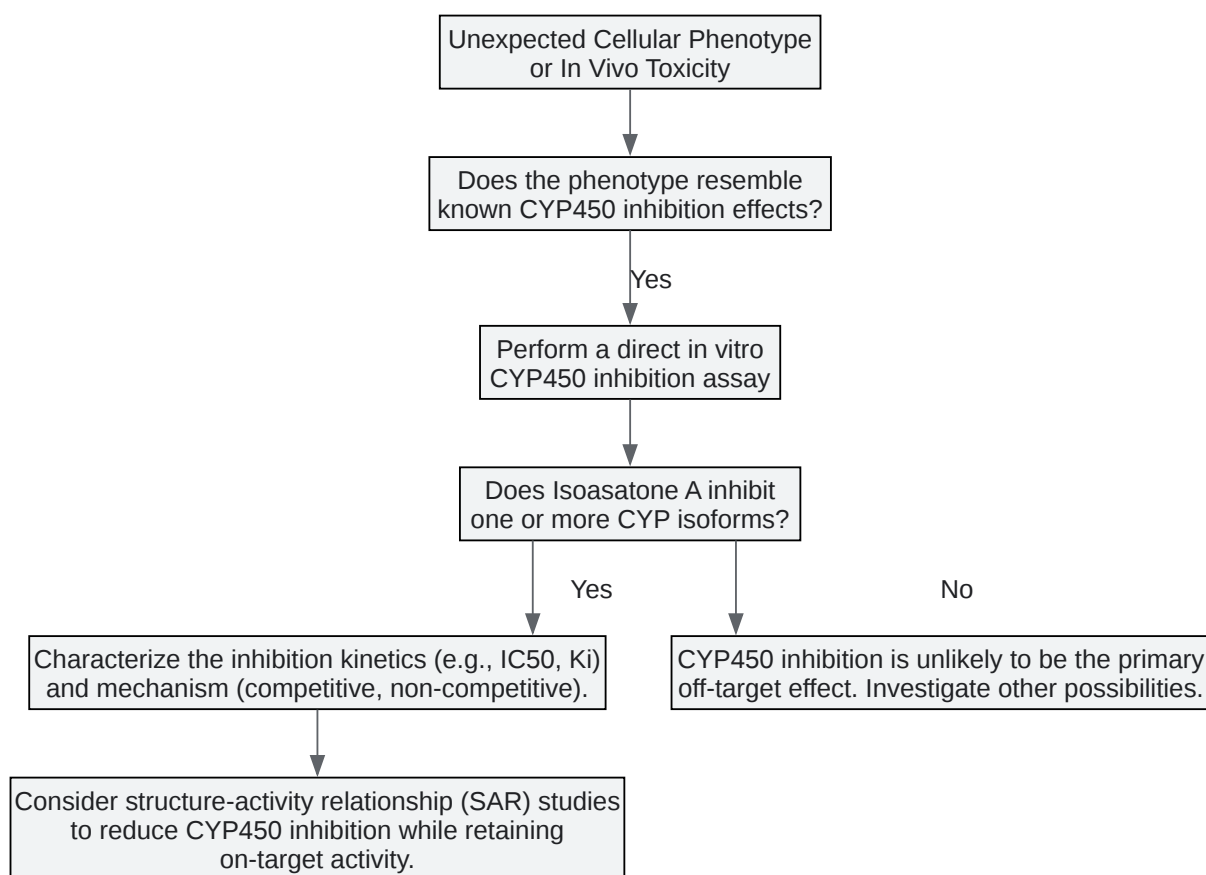 Unexpected Cellular Phenotype
or In Vivo Toxicity
Does the phenotype resemble
known CYP450 inhibition effects?
Yes
Perform a direct in vitro
CYP450 inhibition assay
Does Isoasatone A inhibit
one or more CYP isoforms?
Yes
No
Characterize the inhibition kinetics (e.g., IC50, Ki)
and mechanism (competitive, non-competitive).
CYP450 inhibition is unlikely to be the primary
off-target effect. Investigate other possibilities.
Consider structure-activity relationship (SAR) studies
to reduce CYP450 inhibition while retaining
on-target activity.